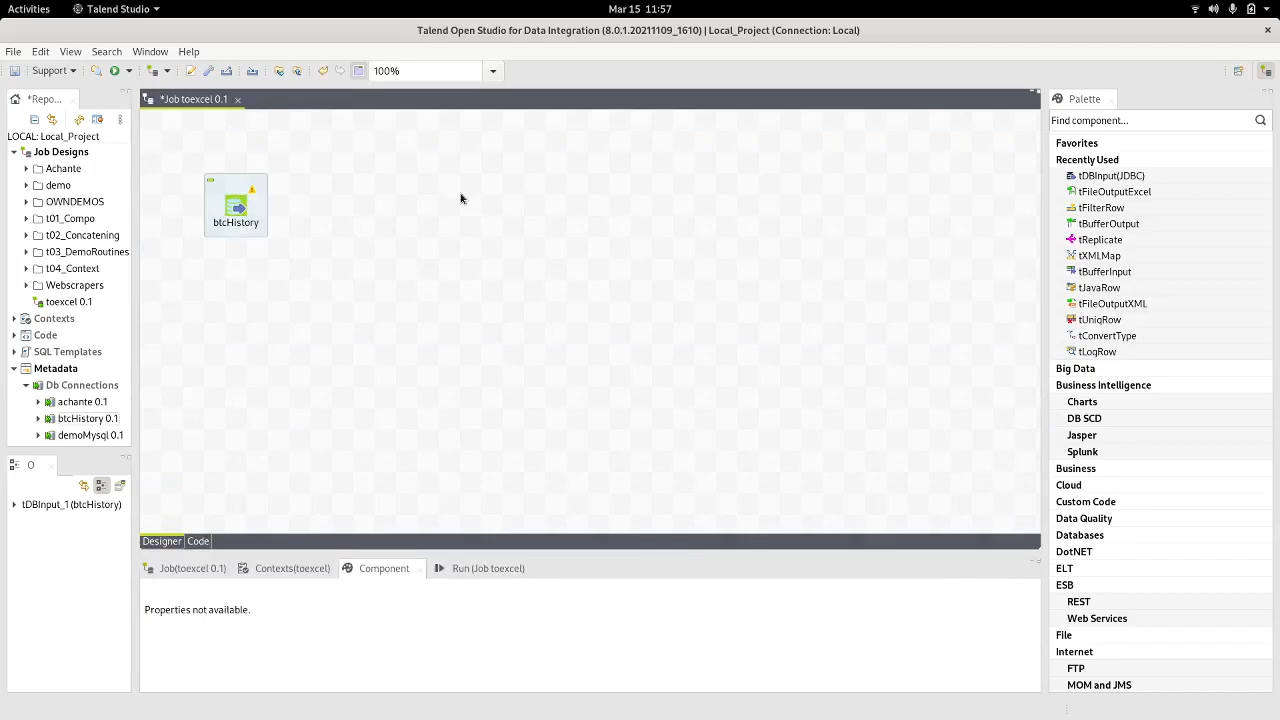 Activities
Talend Studio
Mar 15 11:57
Talend Open Studio for Data Integration (8.0.1.20211109_1610) | Local_Project (Connection: Local)
File Edit View Search Window Help
Support
100%
*Repo...
*Job toexcel 0.1
Palette
LOCAL: Local_Project
Find component...
Job Designs
Achante
demo
OWNDEMOS
t01_Compo
t02_Concatening
t03_DemoRoutines
t04_Context
Webscrapers
toexcel 0.1
Contexts
Code
SQL Templates
Metadata
Db Connections
achante 0.1
btcHistory 0.1
demoMysql 0.1
O
tDBInput_1(btcHistory)
btcHistory
Designer
Code
Job(toexcel 0.1)
Contexts(toexcel)
Component
Run (Job toexcel)
Properties not available.
Favorites
Recently Used
tDBInput(JDBC)
tFileOutputExcel
tFilterRow
tBufferOutput
tReplicate
tXMLMap
tBufferInput
tJavaRow
tFileOutputXML
tUniqRow
tConvertType
tLogRow
Big Data
Business Intelligence
Charts
DB SCD
Jasper
Splunk
Business
Cloud
Custom Code
Data Quality
Databases
DotNET
ELT
ESB
REST
Web Services
File
Internet
FTP
MOM and JMS